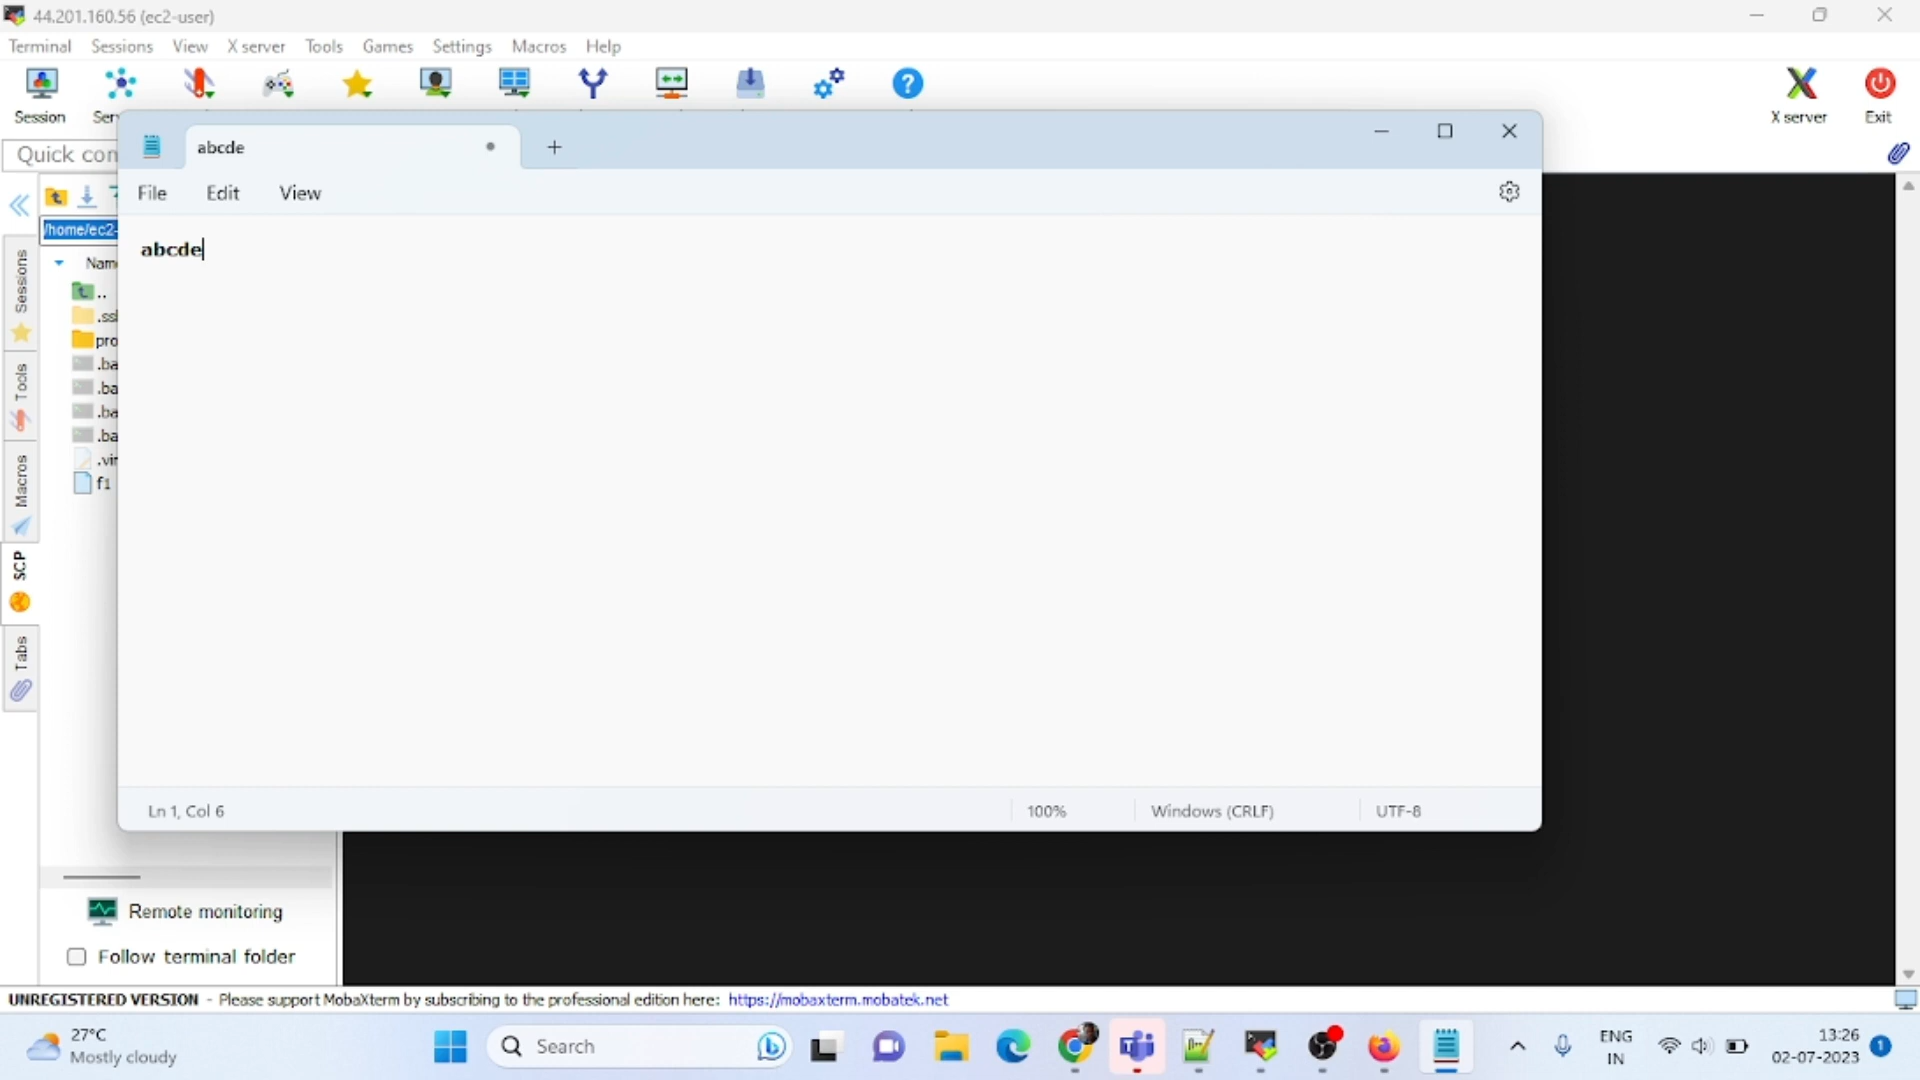 44.201.160.56 (ec2-user)
Terminal Sessions View X server Tools Games Settings Macros Help
Session X server Exit
abcde
File Edit View
/home/ec2-
abcde
..
f1
Sessions
Tools
Macros
SCP
Tabs
Ln 1, Col 6 100% Windows (CRLF) UTF-8
Remote monitoring
Follow terminal folder
UNREGISTERED VERSION - Please support MobaXterm by subscribing to the professional edition here: https://mobaxterm.mobatek.net
27°C
Mostly cloudy
Search
ENG
IN
13:26
02-07-2023
1